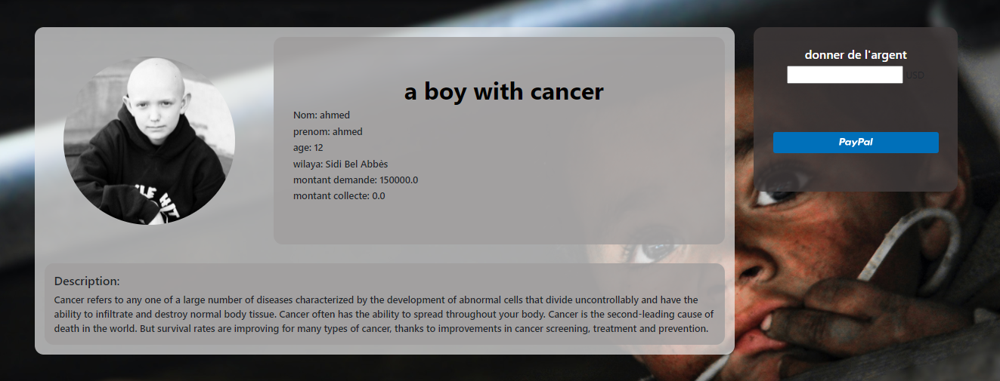 a boy with cancer
Nom: ahmed
prenom: ahmed
age: 12
wilaya: Sidi Bel Abbès
montant demande: 150000.0
montant collecte: 0.0
Description:
Cancer refers to any one of a large number of diseases characterized by the development of abnormal cells that divide uncontrollably and have the
ability to infiltrate and destroy normal body tissue. Cancer often has the ability to spread throughout your body. Cancer is the second-leading cause of
death in the world. But survival rates are improving for many types of cancer, thanks to improvements in cancer screening, treatment and prevention.
donner de l'argent
USD
PayPal